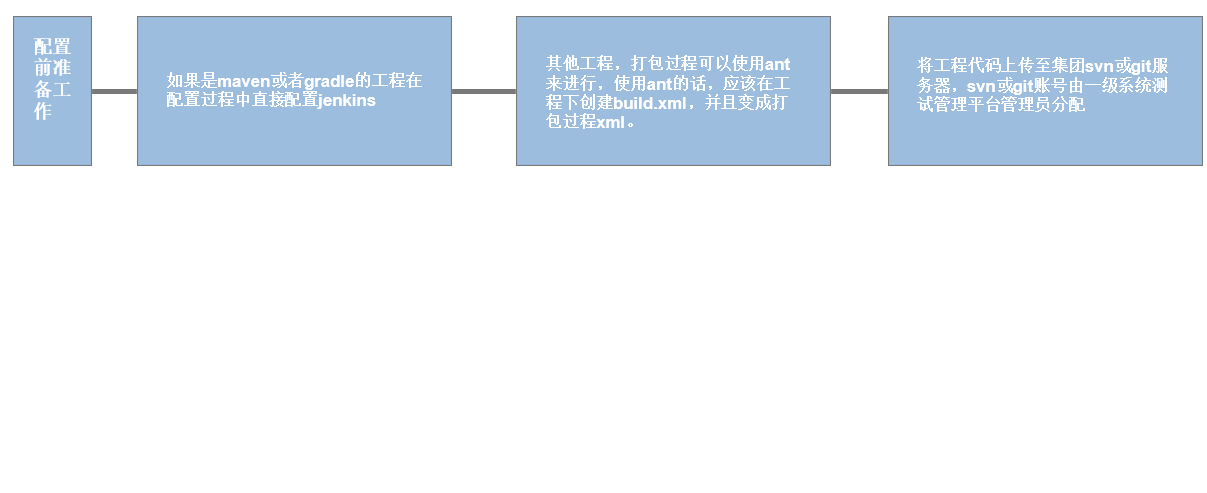 配置
前准
备工
作
如果是maven或者gradle的工程在
配置过程中直接配置jenkins
其他工程，打包过程可以使用ant
来进行，使用ant的话，应该在工
程下创建build.xml，并且变成打
包过程xml。
将工程代码上传至集团svn或git服
务器，svn或git账号由一级系统测
试管理平台管理员分配